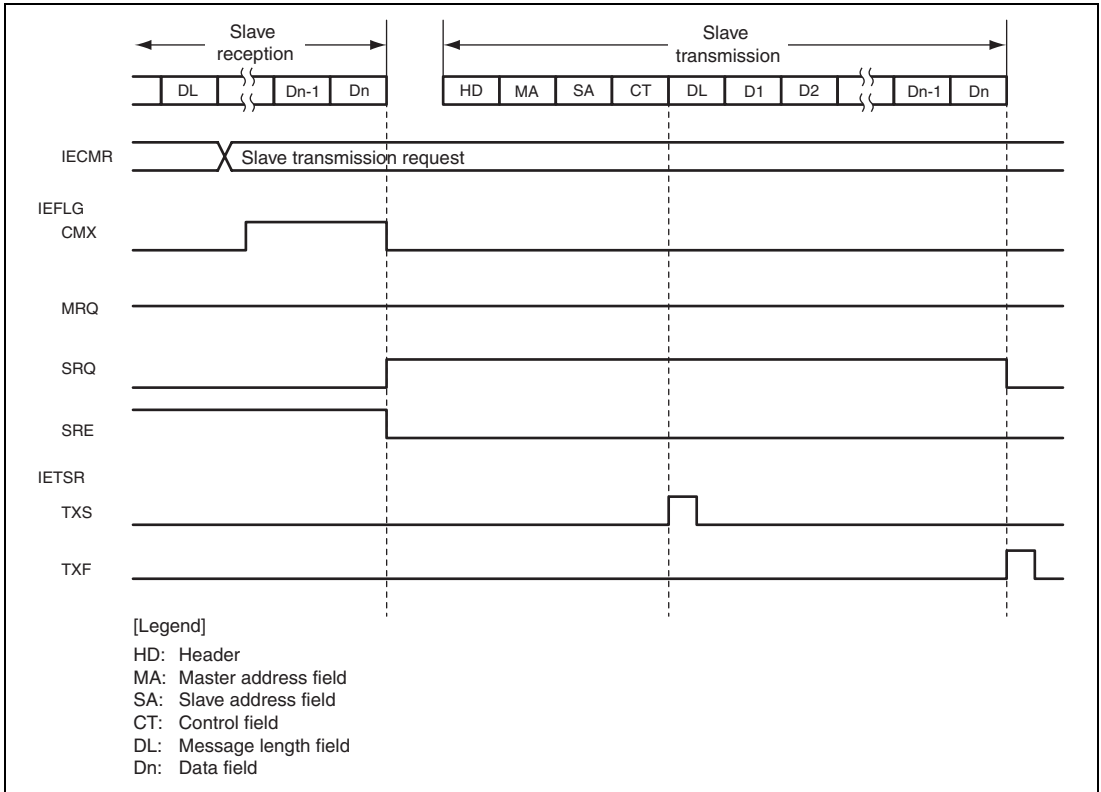 Slave
reception
Slave
transmission
DL Dn-1 Dn HD MA SA CT DL D1 D2 Dn-1 Dn
IECMR Slave transmission request
IEFLG
CMX
MRQ
SRQ
SRE
IETSR
TXS
TXF
[Legend]
HD: Header
MA: Master address field
SA: Slave address field
CT: Control field
DL: Message length field
Dn: Data field